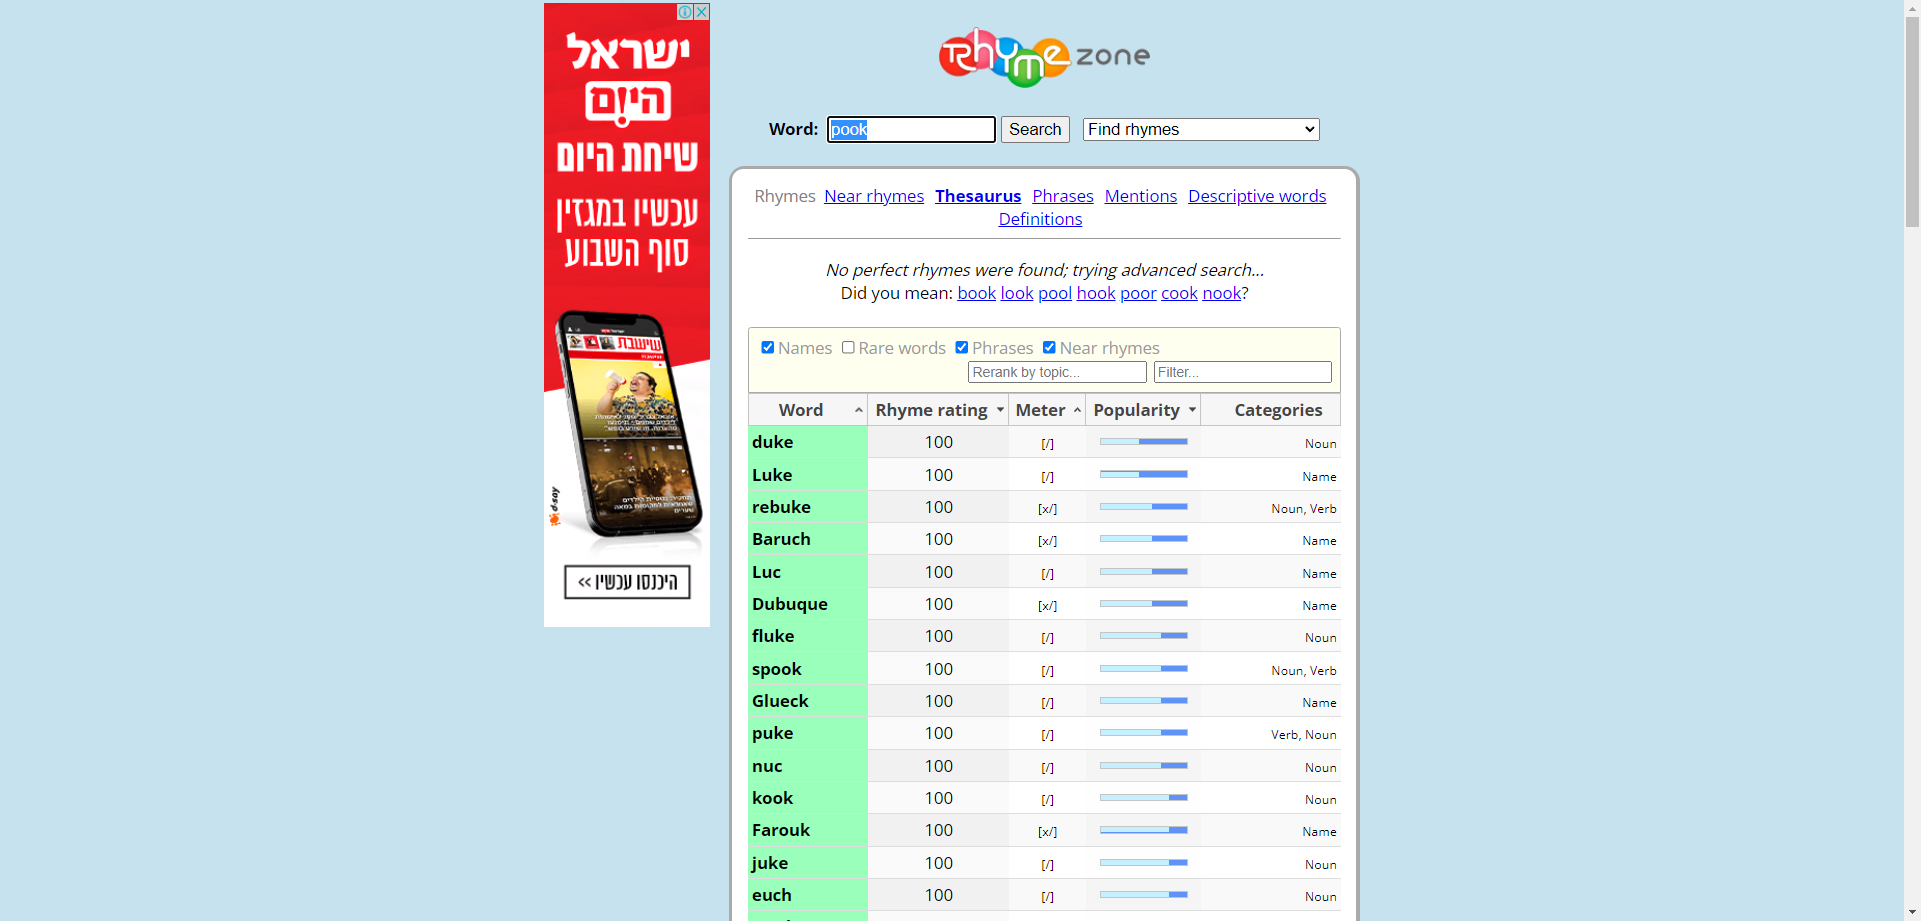 ישראל
היום
שיחת היום
עכשיו במגזין
סוף השבוע
שישבת
d-say
היכנסו עכשיו >>
Rhyme zone
Word: pook Search Find rhymes
Rhymes Near rhymes Thesaurus Phrases Mentions Descriptive words
Definitions
No perfect rhymes were found; trying advanced search...
Did you mean: book look pool hook poor cook nook?
Names Rare words Phrases Near rhymes
Rerank by topic... Filter...
Word Rhyme rating Meter Popularity Categories
duke 100 [/] Noun
Luke 100 [/] Name
rebuke 100 [x/] Noun, Verb
Baruch 100 [x/] Name
Luc 100 [/] Name
Dubuque 100 [x/] Name
fluke 100 [/] Noun
spook 100 [/] Noun, Verb
Glueck 100 [/] Name
puke 100 [/] Verb, Noun
nuc 100 [/] Noun
kook 100 [/] Noun
Farouk 100 [x/] Name
juke 100 [/] Noun
euch 100 [/] Noun